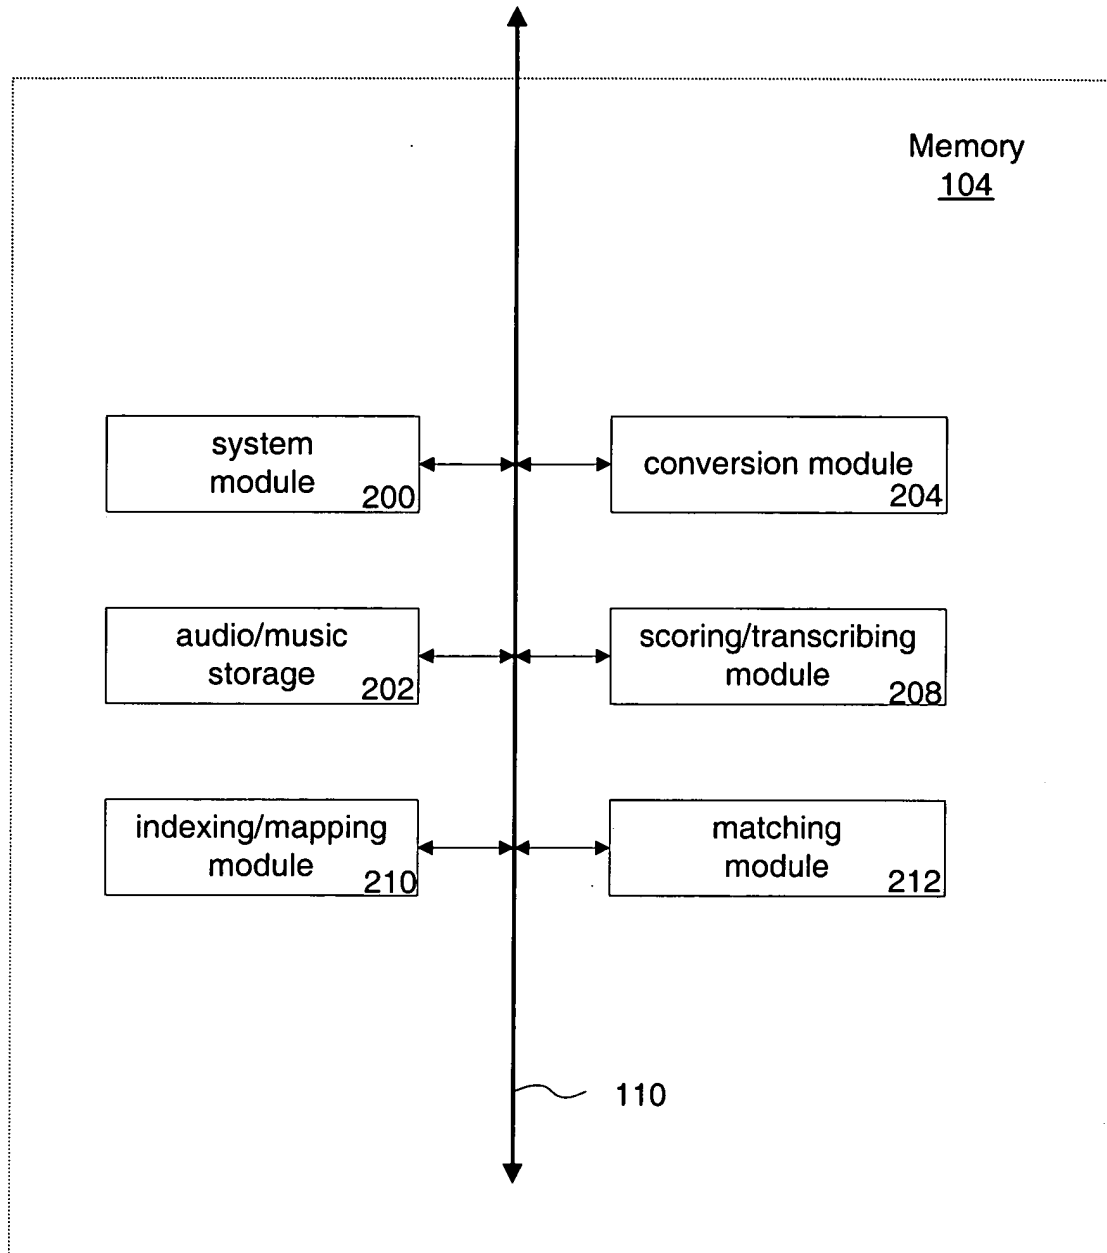 Memory
104
system
module
200
conversion module
204
audio/music
storage
202
scoring/transcribing
module
208
indexing/mapping
module
210
matching
module
212
110